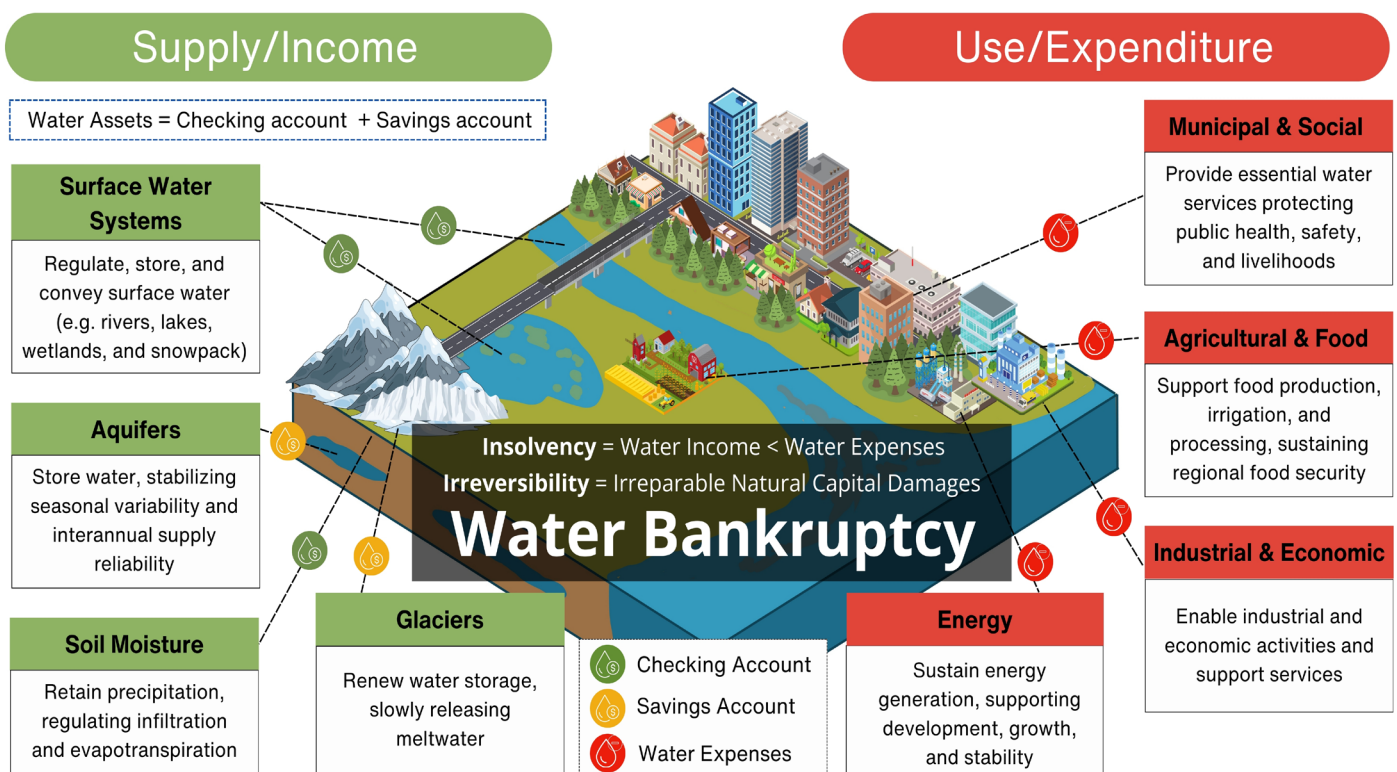 Supply/Income
Use/Expenditure
Water Assets = Checking account + Savings account
Surface Water
Systems
Regulate, store, and
convey surface water
(e.g. rivers, lakes,
wetlands, and snowpack)
Aquifers
Store water, stabilizing
seasonal variability and
interannual supply
reliability
Soil Moisture
Retain precipitation,
regulating infiltration
and evapotranspiration
Glaciers
Renew water storage,
slowly releasing
meltwater
Insolvency = Water Income < Water Expenses
Irreversibility = Irreparable Natural Capital Damages
Water Bankruptcy
Checking Account
Savings Account
Water Expenses
Municipal & Social
Provide essential water
services protecting
public health, safety,
and livelihoods
Agricultural & Food
Support food production,
irrigation, and
processing, sustaining
regional food security
Industrial & Economic
Enable industrial and
economic activities and
support services
Energy
Sustain energy
generation, supporting
development, growth,
and stability